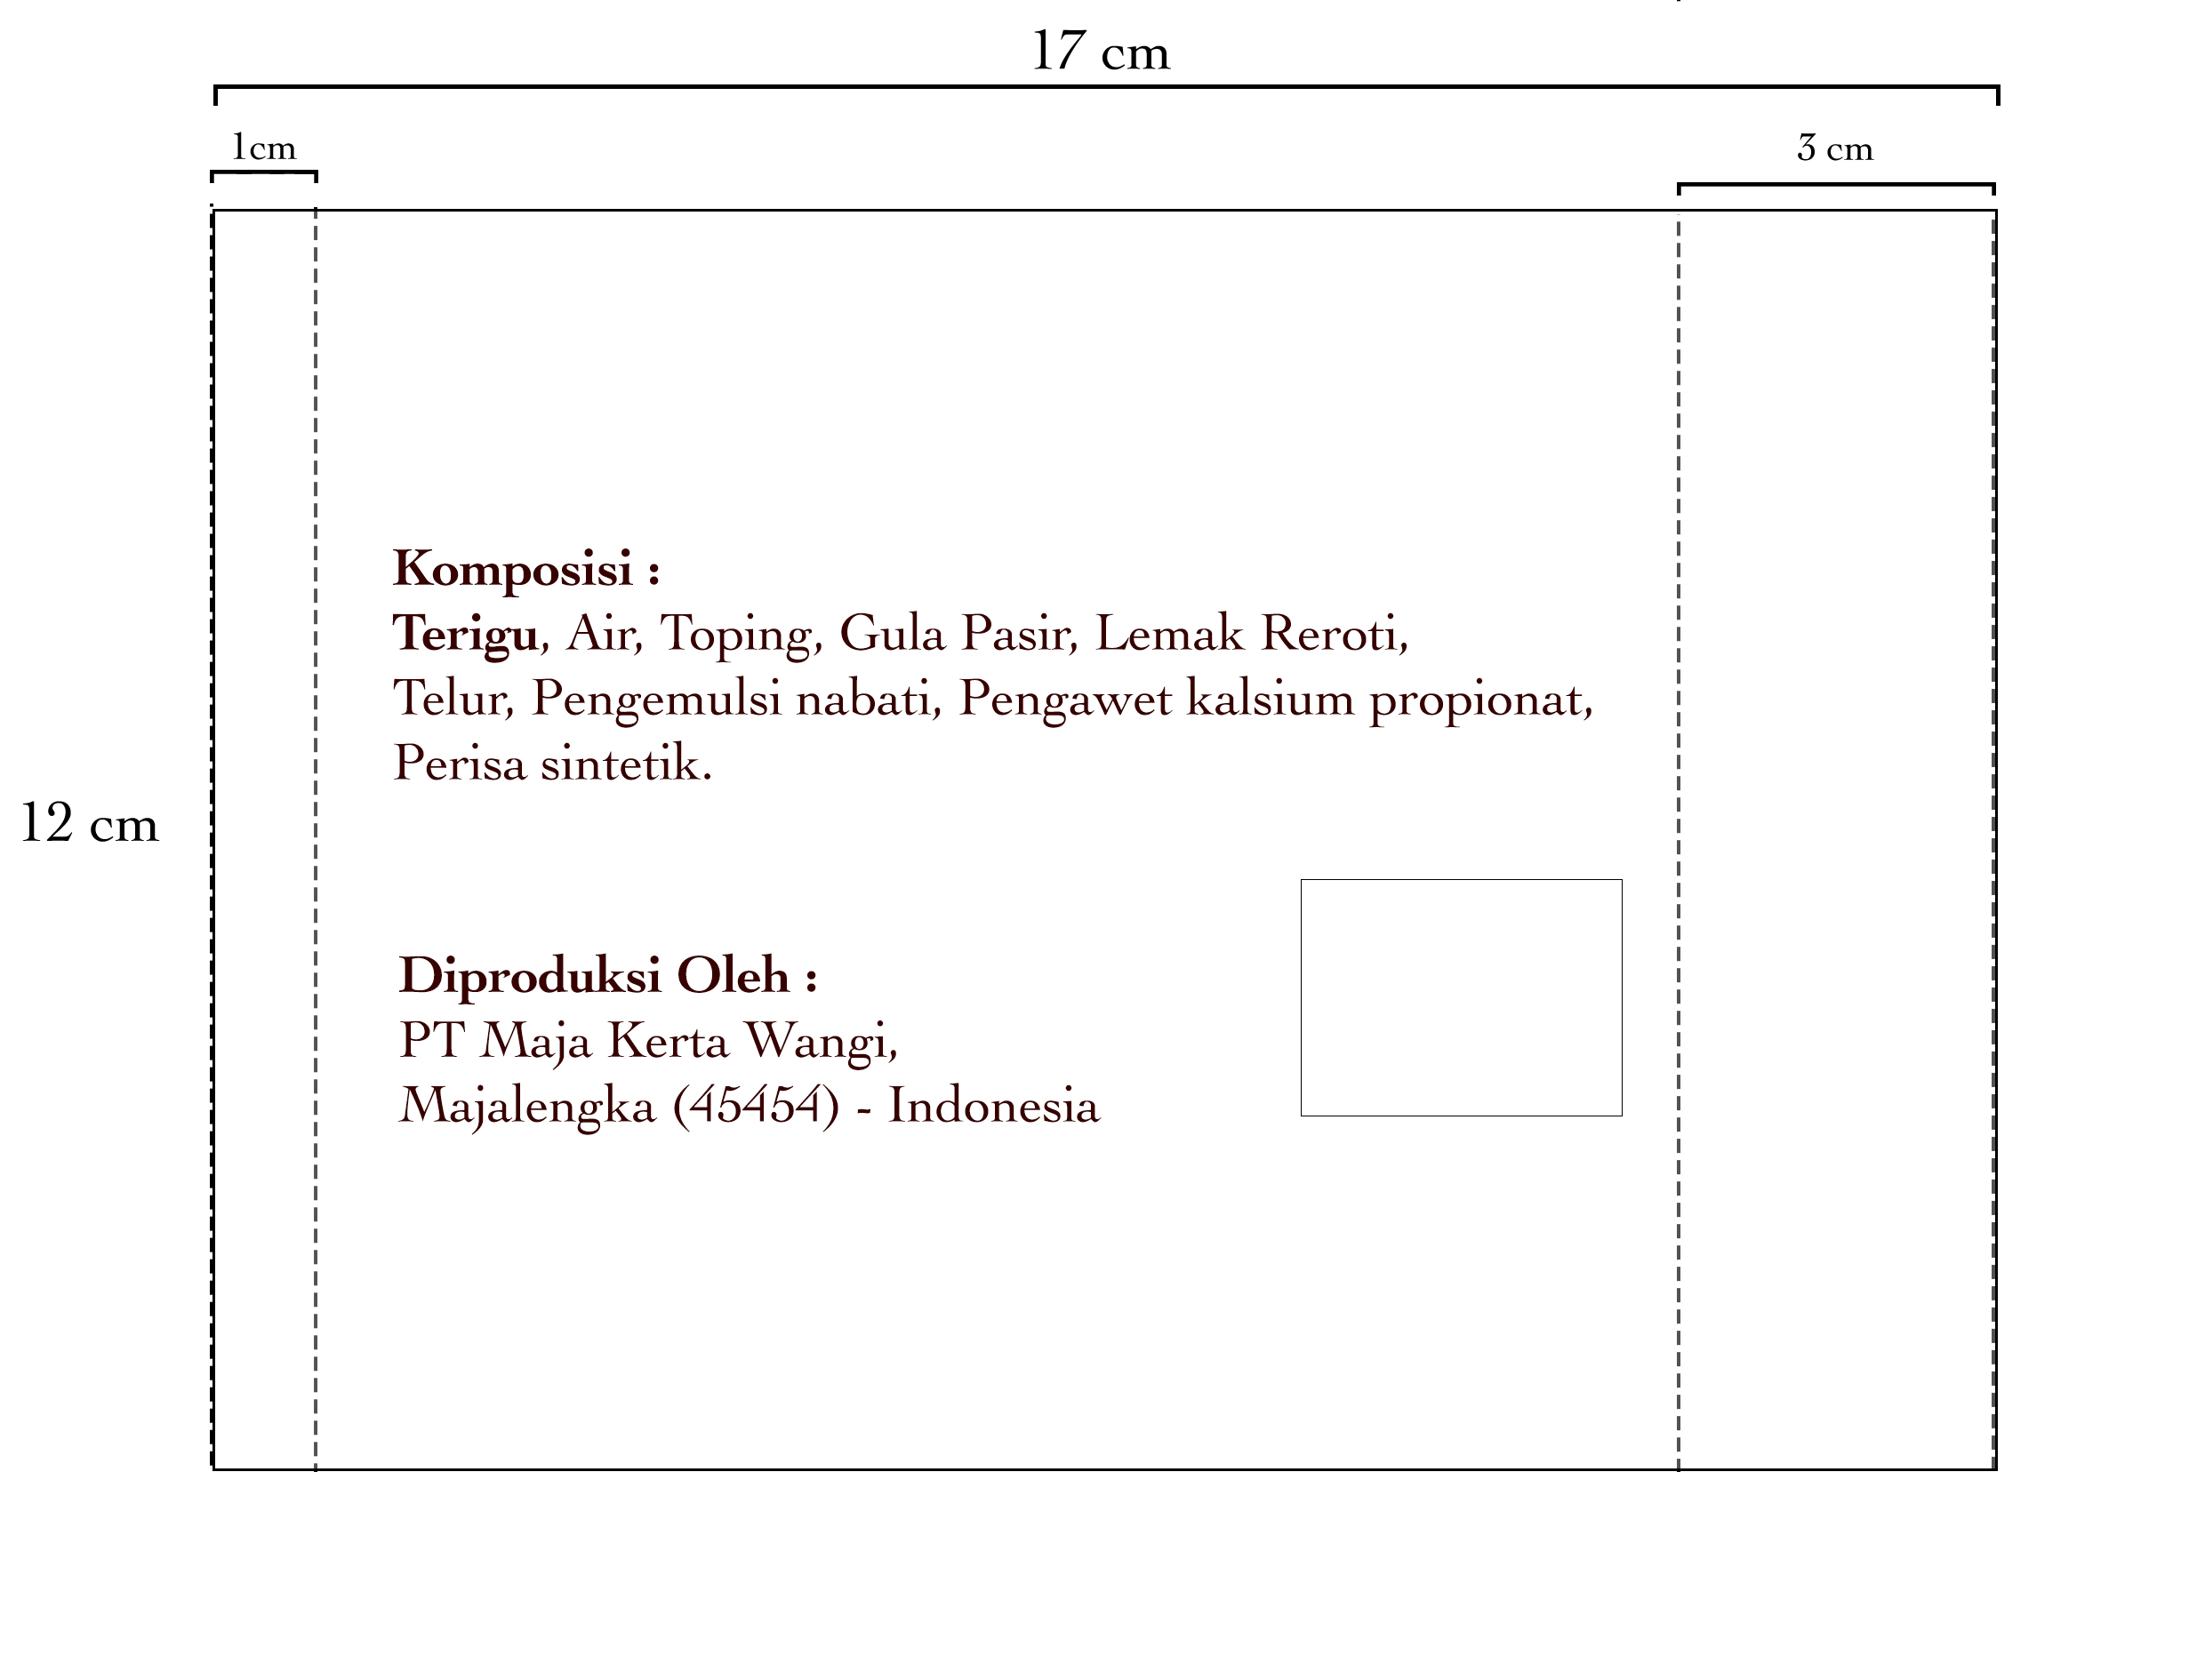 17 cm
1cm
3 cm
Komposisi :
Terigu, Air, Toping, Gula Pasir, Lemak Reroti,
Telur, Pengemulsi nabati, Pengawet kalsium propionat,
Perisa sintetik.
12 cm
Diproduksi Oleh :
PT Maja Kerta Wangi,
Majalengka (45454) - Indonesia